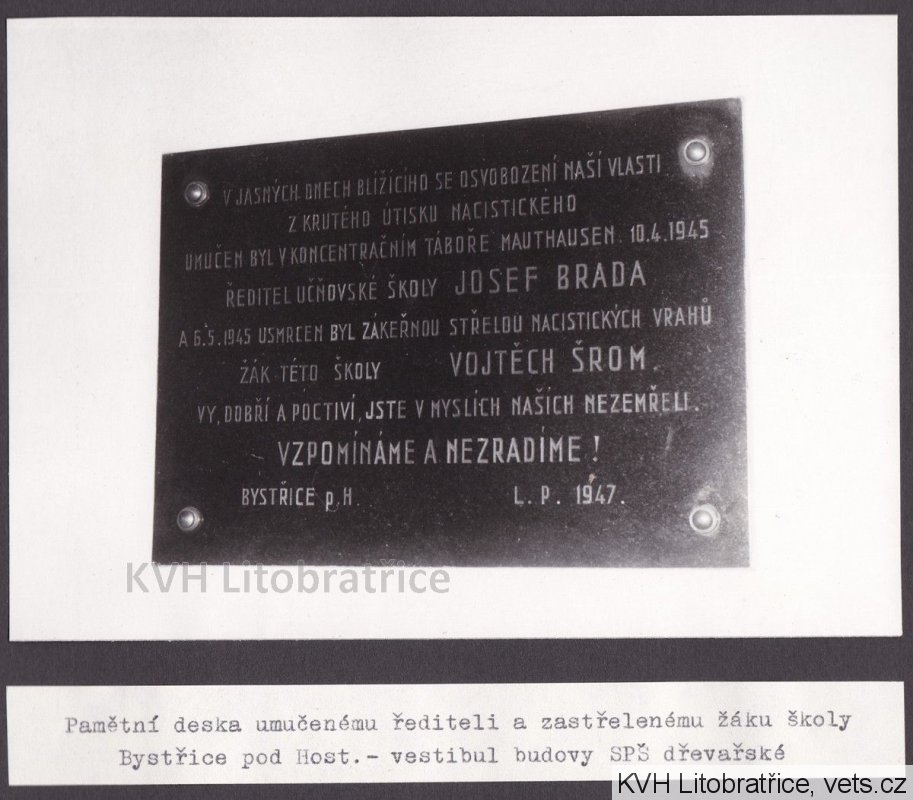 V JASNÝCH DNECH BLÍŽÍCÍHO SE OSVOBOZENÍ NAŠÍ VLASTI
Z KRUTÉHO ÚTISKU NACISTICKÉHO
UMUČEN BYL V KONCENTRAČNÍM TÁBOŘE MAUTHAUSEN. 10.4.1945
ŘEDITEL UČŇOVSKÉ ŠKOLY JOSEF BRADA
A 6.5.1945 USMRCEN BYL ZÁKEŘNOU STŘELOU NACISTICKÝCH VRAHŮ
ŽÁK TÉTO ŠKOLY VOJTĚCH ŠROM.
VY, DOBŘÍ A POCTIVÍ, JSTE V MYSLÍCH NAŠICH NEZEMŘELI.
VZPOMÍNÁME A NEZRADÍME !
BYSTŘICE p. H. L. P. 1947.
KVH Litobratřice
Pamětní deska umučenému řediteli a zastřelenému žáku školy
Bystřice pod Host.- vestibul budovy SPŠ dřevařské
KVH Litobratřice, vets.cz